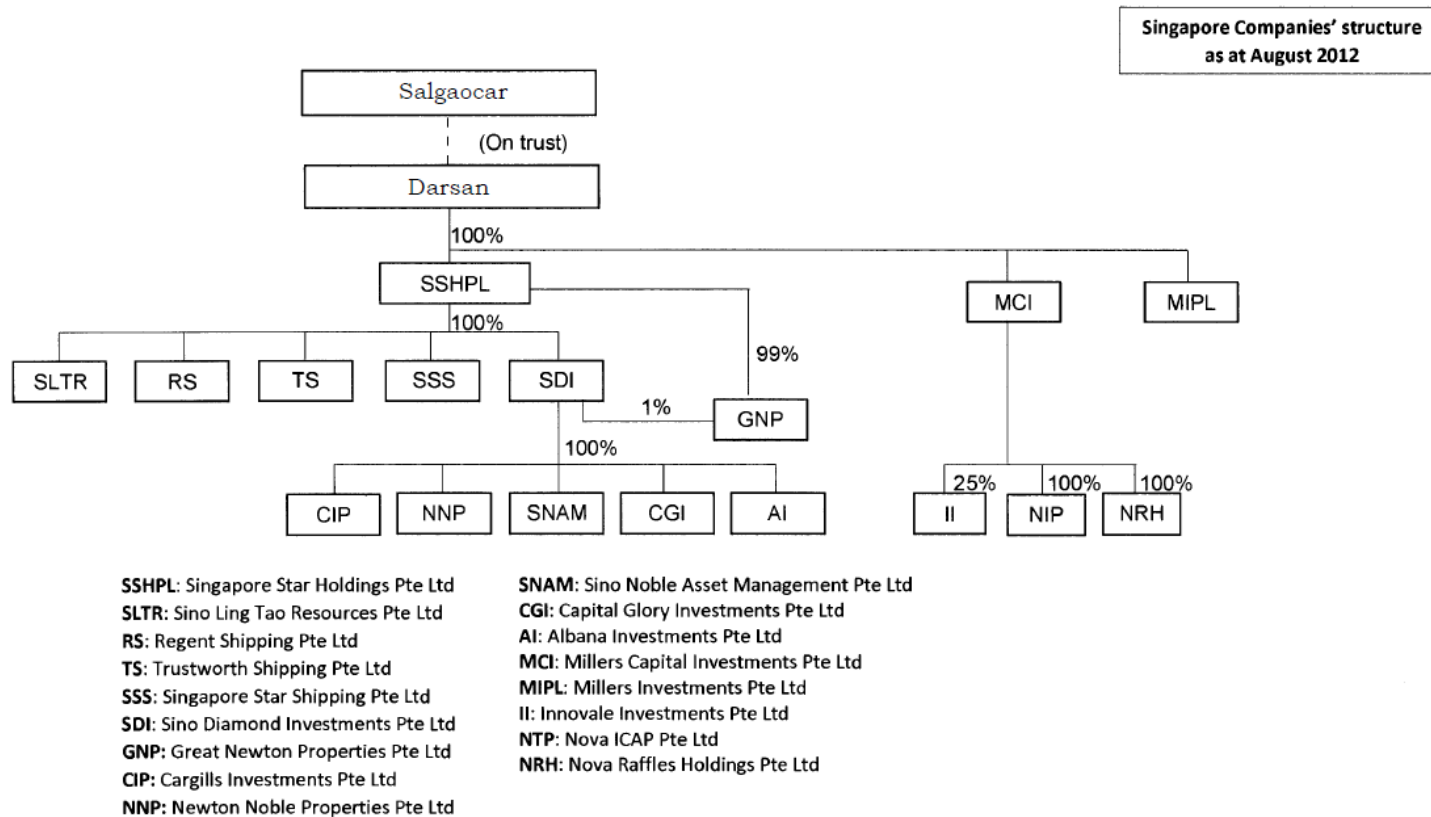 Singapore Companies' structure
as at August 2012
Salgaocar
(On trust)
Darsan
100%
SSHPL
MCI
MIPL
100%
99%
SLTR
RS
TS
SSS
SDI
1%
GNP
100%
25%
100%
100%
CIP
NNP
SNAM
CGI
AI
II
NIP
NRH
SSHPL: Singapore Star Holdings Pte Ltd
SLTR: Sino Ling Tao Resources Pte Ltd
RS: Regent Shipping Pte Ltd
TS: Trustworth Shipping Pte Ltd
SSS: Singapore Star Shipping Pte Ltd
SDI: Sino Diamond Investments Pte Ltd
GNP: Great Newton Properties Pte Ltd
CIP: Cargills Investments Pte Ltd
NNP: Newton Noble Properties Pte Ltd
SNAM: Sino Noble Asset Management Pte Ltd
CGI: Capital Glory Investments Pte Ltd
AI: Albana Investments Pte Ltd
MCI: Millers Capital Investments Pte Ltd
MIPL: Millers Investments Pte Ltd
II: Innovale Investments Pte Ltd
NTP: Nova ICAP Pte Ltd
NRH: Nova Raffles Holdings Pte Ltd